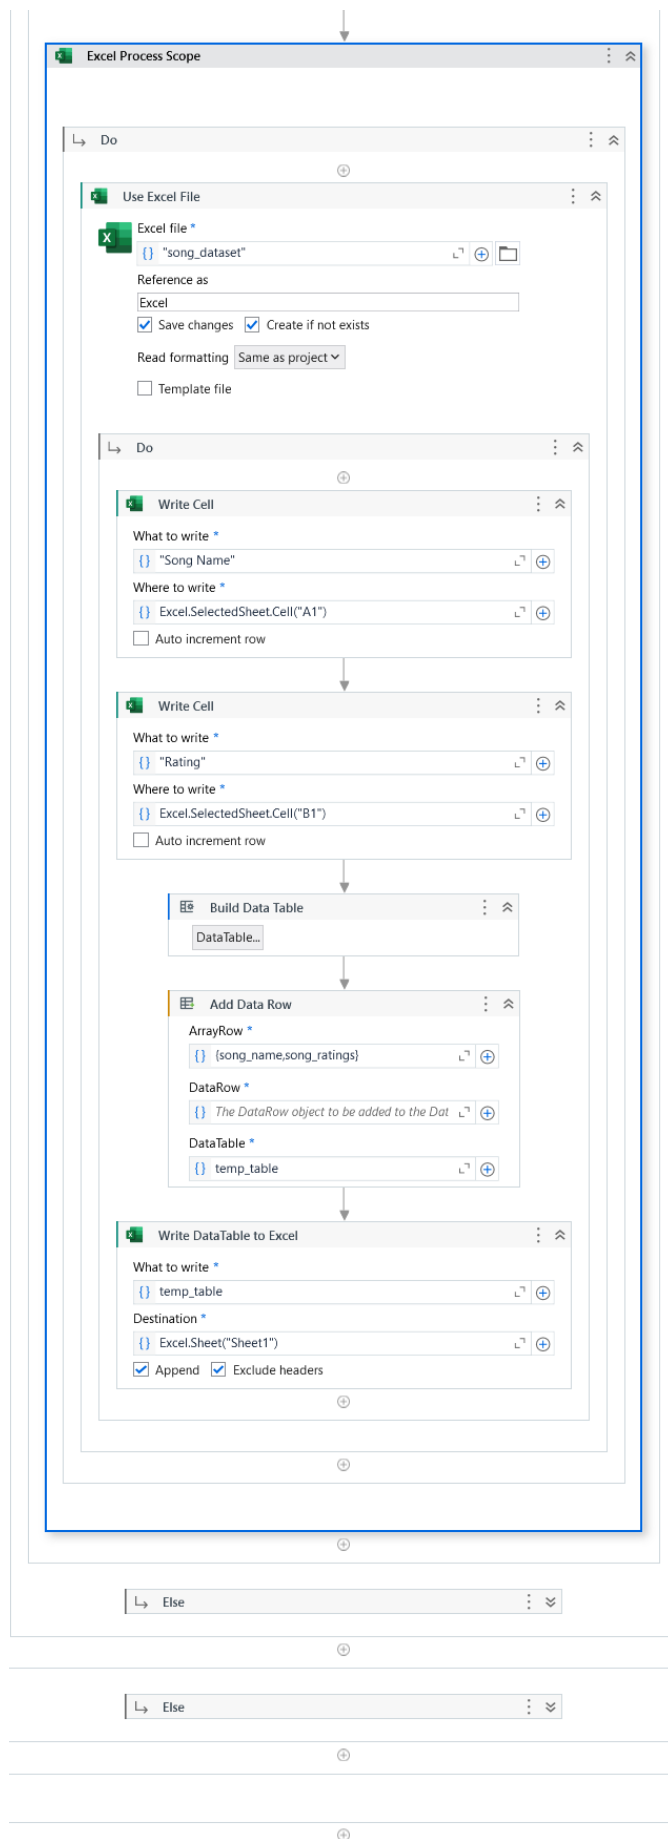 Excel Process Scope
Do
Use Excel File
Excel file *
"song_dataset"
Reference as
Excel
Save changes Create if not exists
Read formatting Same as project
Template file
Do
Write Cell
What to write *
"Song Name"
Where to write *
Excel.SelectedSheet.Cell("A1")
Auto increment row
Write Cell
What to write *
"Rating"
Where to write *
Excel.SelectedSheet.Cell("B1")
Auto increment row
Build Data Table
DataTable...
Add Data Row
ArrayRow *
{song_name,song_ratings}
DataRow *
The DataRow object to be added to the Dat
DataTable *
temp_table
Write DataTable to Excel
What to write *
temp_table
Destination *
Excel.Sheet("Sheet1")
Append Exclude headers
Else
Else